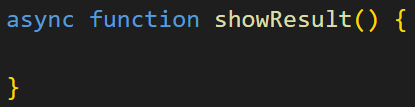 async function showResult() {
}